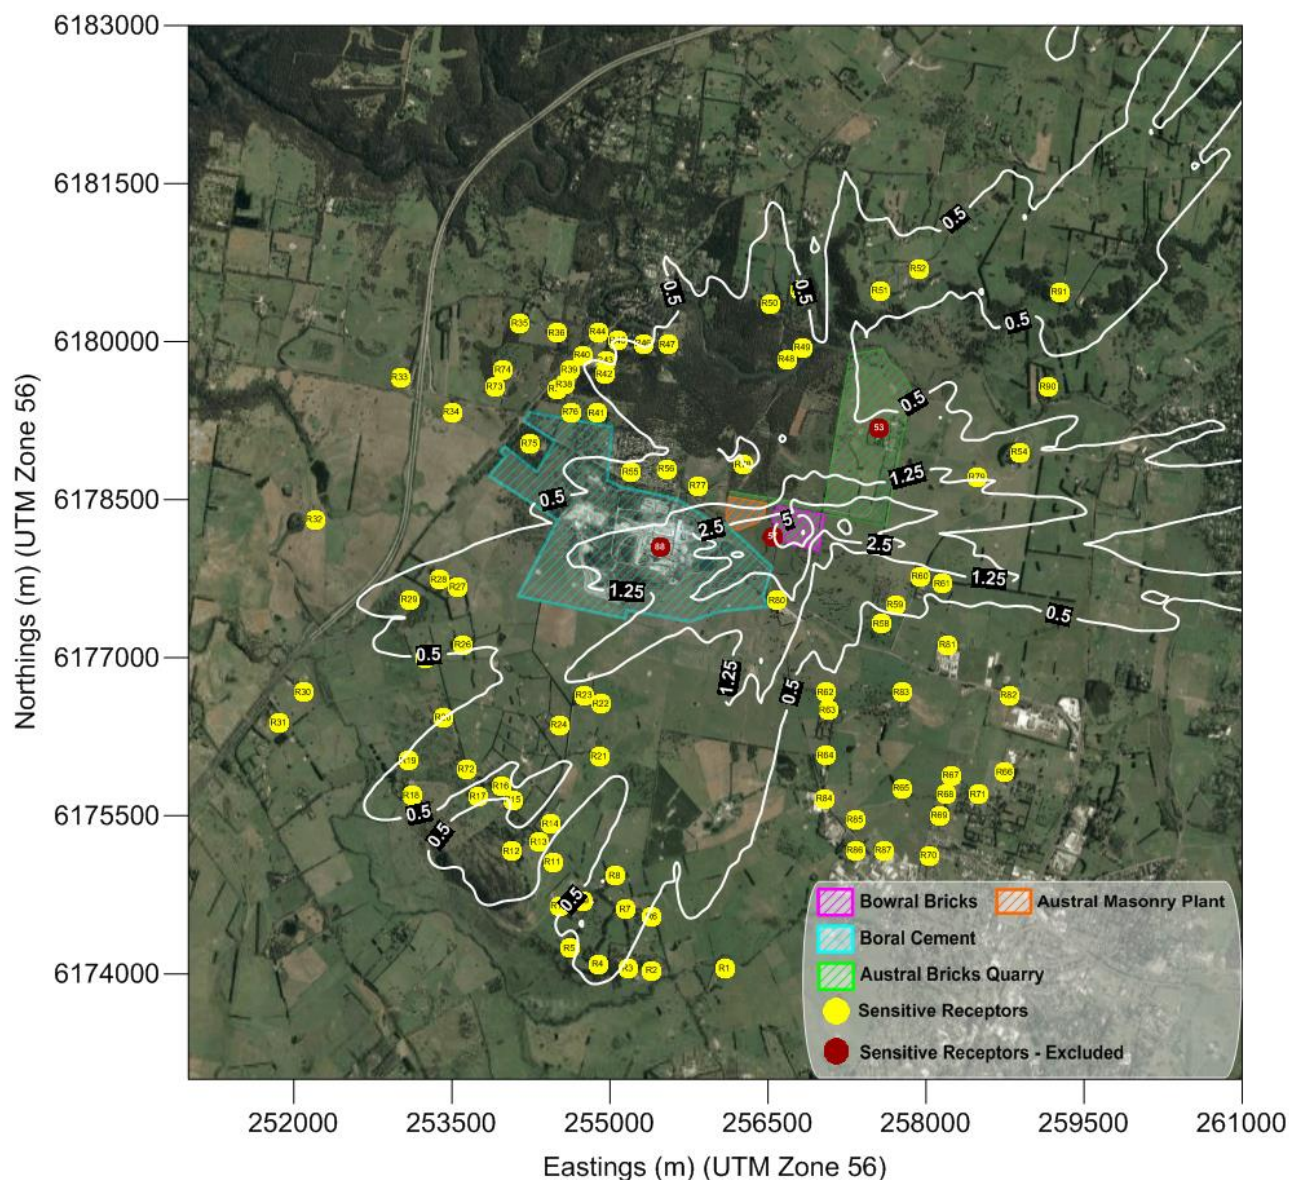 6183000
6181500
6180000
6178500
6177000
6175500
6174000
Northings (m) (UTM Zone 56)
252000 253500 255000 256500 258000 259500 261000
Eastings (m) (UTM Zone 56)
0.5
R52
R51
R91
0.5
0.5
R50
0.5
R35
R36
R44
R47
R49
R48
R40
R39
R42
R38
R74
R73
R33
R34
R76
R41
R90
0.5
53
R75
R54
R55
R56
R77
R79
1.25
0.5
5
2.5
2.5
R32
88
1.25
1.25
R60
R61
R28
R27
R29
R80
R59
R58
0.5
0.5
R26
R81
1.25
R30
R31
R23
R22
R24
0.5
R62
R63
R83
R82
R20
R19
R72
R21
R64
R18
R17
R16
R15
R65
R67
R66
R68
R71
R69
R84
R85
R86
R87
R70
0.5
0.5
R14
R13
R12
R11
R8
R7
R6
0.5
R5
R4
R3
R2
R1
Bowral Bricks
Austral Masonry Plant
Boral Cement
Austral Bricks Quarry
Sensitive Receptors
Sensitive Receptors - Excluded